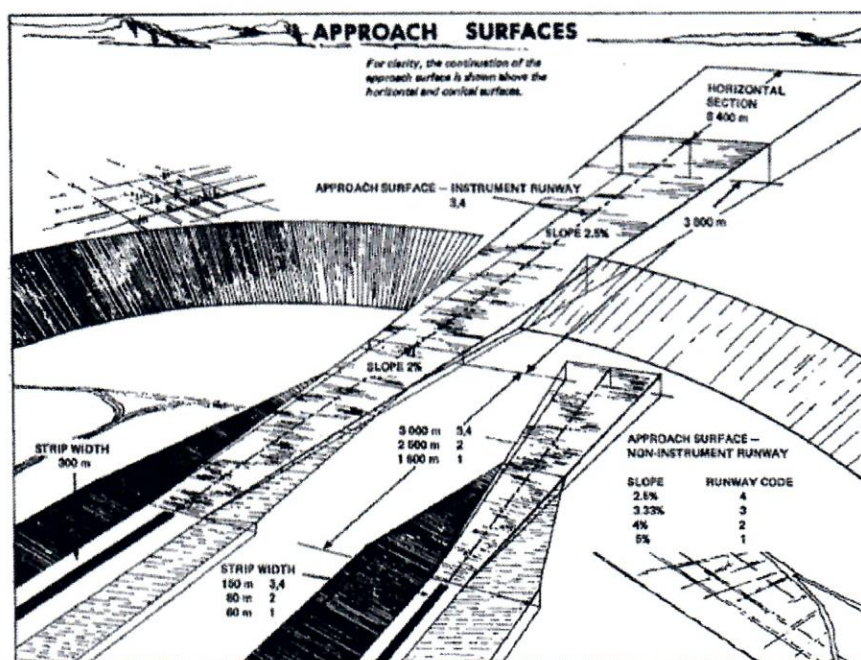 APPROACH SURFACES
For clarity, the continuation of the
approach surface is shown above the
horizontal and conical surfaces.
HORIZONTAL
SECTION
8 400 m
APPROACH SURFACE — INSTRUMENT RUNWAY
3,4
3 600 m
SLOPE 2.5%
SLOPE 2%
STRIP WIDTH
300 m
3 000 m 3,4
2 500 m 2
1 600 m 1
APPROACH SURFACE —
NON-INSTRUMENT RUNWAY
SLOPE RUNWAY CODE
2.5% 4
3.33% 3
4% 2
5% 1
STRIP WIDTH
150 m 3,4
80 m 2
60 m 1